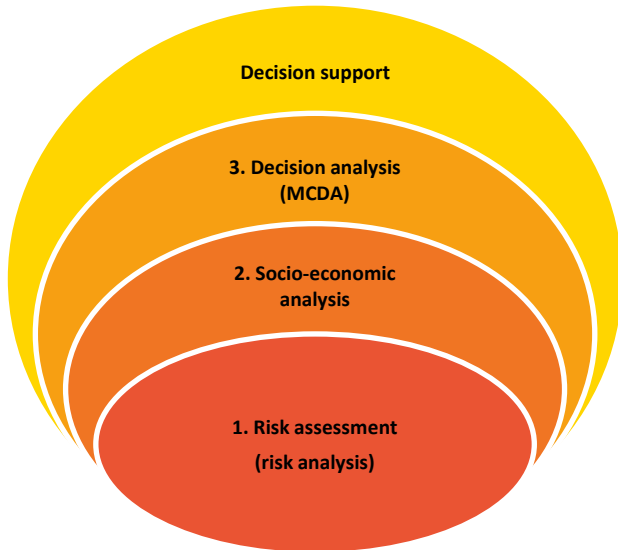 Decision support
3. Decision analysis
(MCDA)
2. Socio-economic
analysis
1. Risk assessment
(risk analysis)